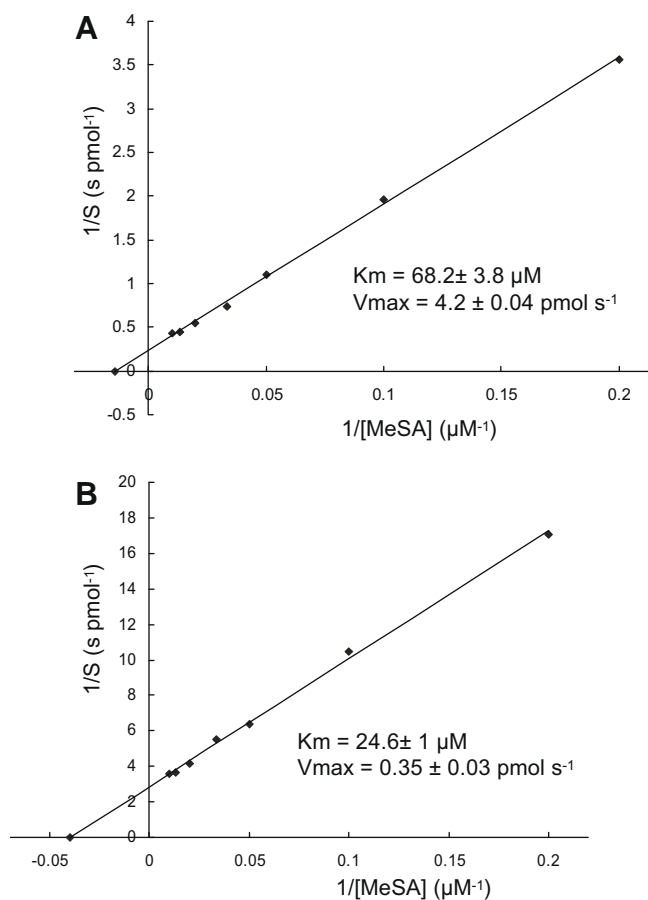 A
4
3.5
3
2.5
2
1.5
1
0.5
0
-0.5
0 0.05 0.1 0.15 0.2
1/S (s pmol⁻¹)
Km = 68.2± 3.8 µM
Vmax = 4.2 ± 0.04 pmol s⁻¹
1/[MeSA] (µM⁻¹)
B
20
18
16
14
12
10
8
6
4
2
0
-0.05 0 0.05 0.1 0.15 0.2
1/S (s pmol⁻¹)
Km = 24.6± 1 µM
Vmax = 0.35 ± 0.03 pmol s⁻¹
1/[MeSA] (µM⁻¹)